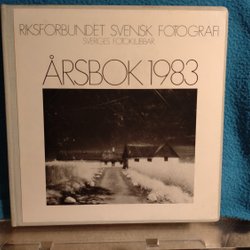 RIKSFÖRBUNDET SVENSK FOTOGRAFI
SVERIGES FOTOKLUBBAR
ÅRSBOK 1983